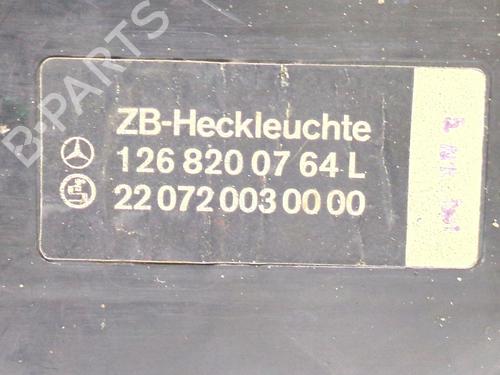 B-PARTS
ZB-Heckleuchte
126 820 07 64 L
22 072 003 00 00